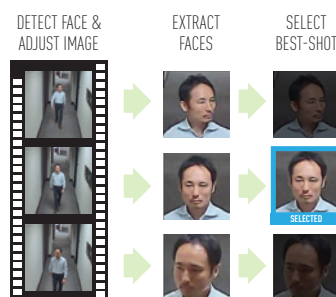 DETECT FACE &
ADJUST IMAGE
EXTRACT
FACES
SELECT
BEST-SHOT
SELECTED